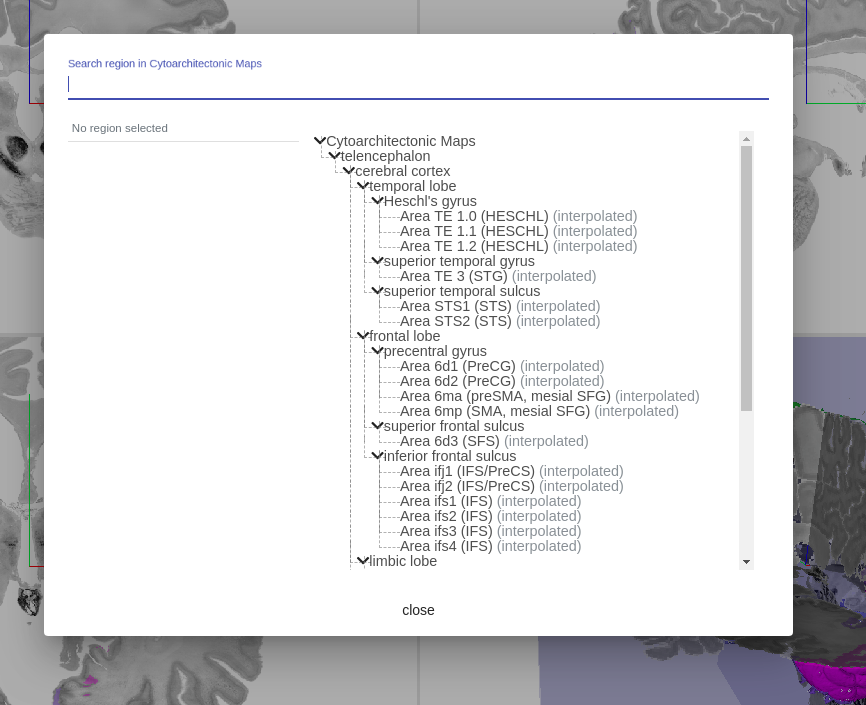 Search region in Cytoarchitectonic Maps
No region selected
Cytoarchitectonic Maps
telencephalon
cerebral cortex
temporal lobe
Heschl's gyrus
Area TE 1.0 (HESCHL) (interpolated)
Area TE 1.1 (HESCHL) (interpolated)
Area TE 1.2 (HESCHL) (interpolated)
superior temporal gyrus
Area TE 3 (STG) (interpolated)
superior temporal sulcus
Area STS1 (STS) (interpolated)
Area STS2 (STS) (interpolated)
frontal lobe
precentral gyrus
Area 6d1 (PreCG) (interpolated)
Area 6d2 (PreCG) (interpolated)
Area 6ma (preSMA, mesial SFG) (interpolated)
Area 6mp (SMA, mesial SFG) (interpolated)
superior frontal sulcus
Area 6d3 (SFS) (interpolated)
inferior frontal sulcus
Area ifj1 (IFS/PreCS) (interpolated)
Area ifj2 (IFS/PreCS) (interpolated)
Area ifs1 (IFS) (interpolated)
Area ifs2 (IFS) (interpolated)
Area ifs3 (IFS) (interpolated)
Area ifs4 (IFS) (interpolated)
limbic lobe
close